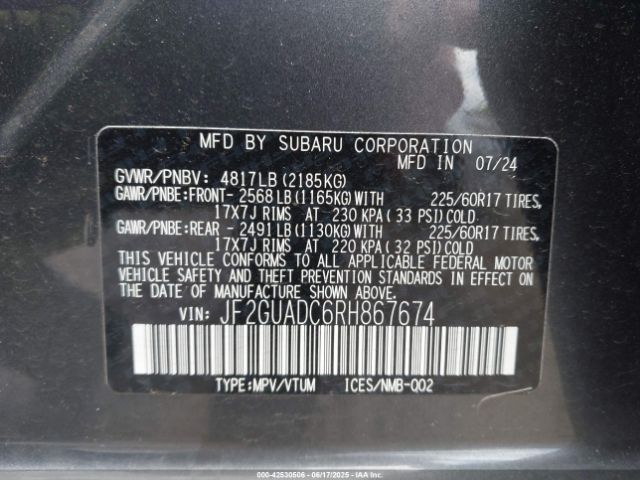 MFD BY SUBARU CORPORATION
MFD IN 07/24
GVWR/PNBV: 4817LB (2185KG)
GAWR/PNBE:FRONT- 2568 LB (1165KG) WITH 225/60R17 TIRES,
17X7J RIMS AT 230 KPA (33 PSI) COLD.
GAWR/PNBE:REAR - 2491 LB (1130KG) WITH 225/60R17 TIRES,
17X7J RIMS AT 220 KPA (32 PSI) COLD
THIS VEHICLE CONFORMS TO ALL APPLICABLE FEDERAL MOTOR
VEHICLE SAFETY AND THEFT PREVENTION STANDARDS IN EFFECT
ON THE DATE OF MANUFACTURE SHOWN ABOVE.
VIN: JF2GUADC6RH867674
TYPE:MPV/VTUM ICES/NMB-002
000-42530506 - 06/17/2025 - IAAI.COM